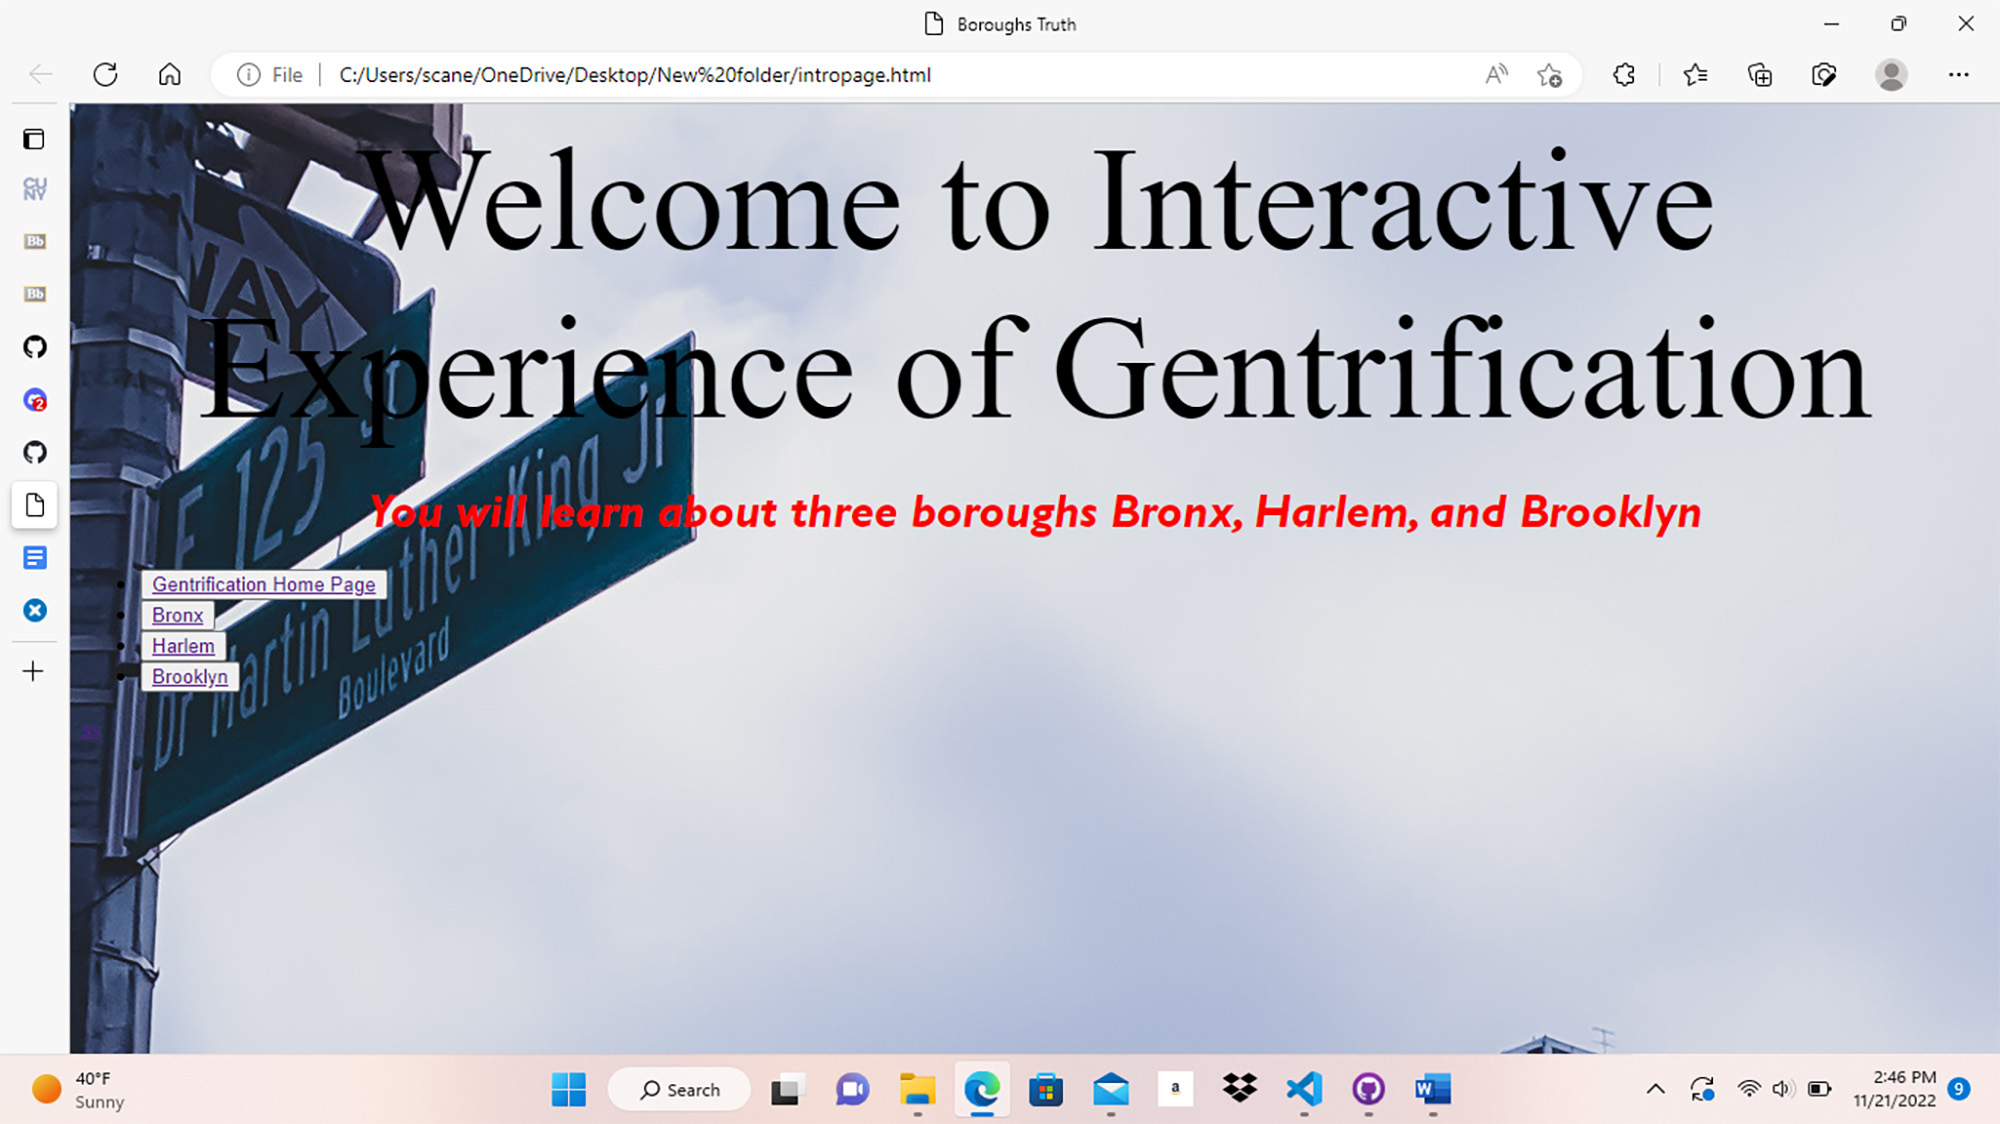 Boroughs Truth
File
C:/Users/scane/OneDrive/Desktop/New%20folder/intropage.html
CU
NY
Bb
Bb
2
Welcome to Interactive
Experience of Gentrification
You will learn about three boroughs Bronx, Harlem, and Brooklyn
WAY
E 125 St
Dr Martin Luther King Jr
Boulevard
Gentrification Home Page
Bronx
Harlem
Brooklyn
40°F
Sunny
Search
a
W
2:46 PM
11/21/2022
9